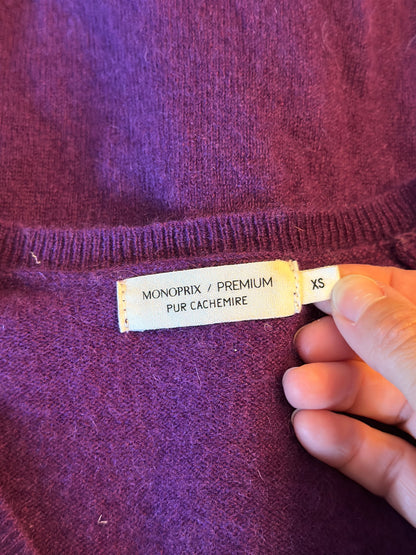 MONOPRIX / PREMIUM
PUR CACHEMIRE
XS